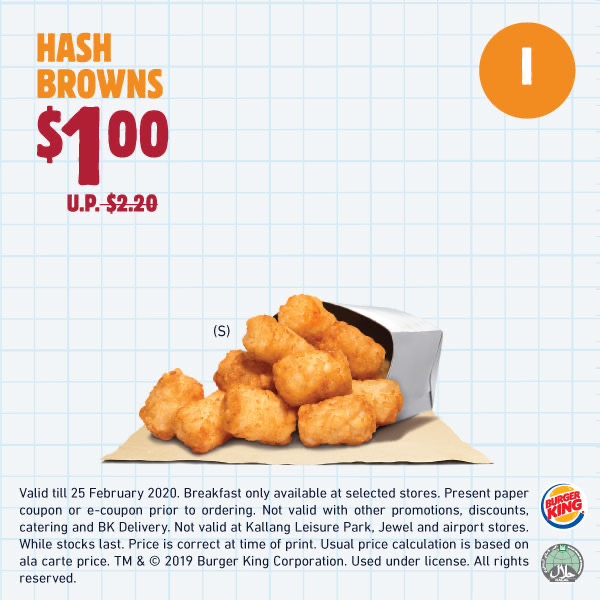 HASH
BROWNS
$100
U.P. $2.20
I
(S)
Valid till 25 February 2020. Breakfast only available at selected stores. Present paper
coupon or e-coupon prior to ordering. Not valid with other promotions, discounts,
catering and BK Delivery. Not valid at Kallang Leisure Park, Jewel and airport stores.
While stocks last. Price is correct at time of print. Usual price calculation is based on
ala carte price. TM & © 2019 Burger King Corporation. Used under license. All rights
reserved.
BURGER
KING